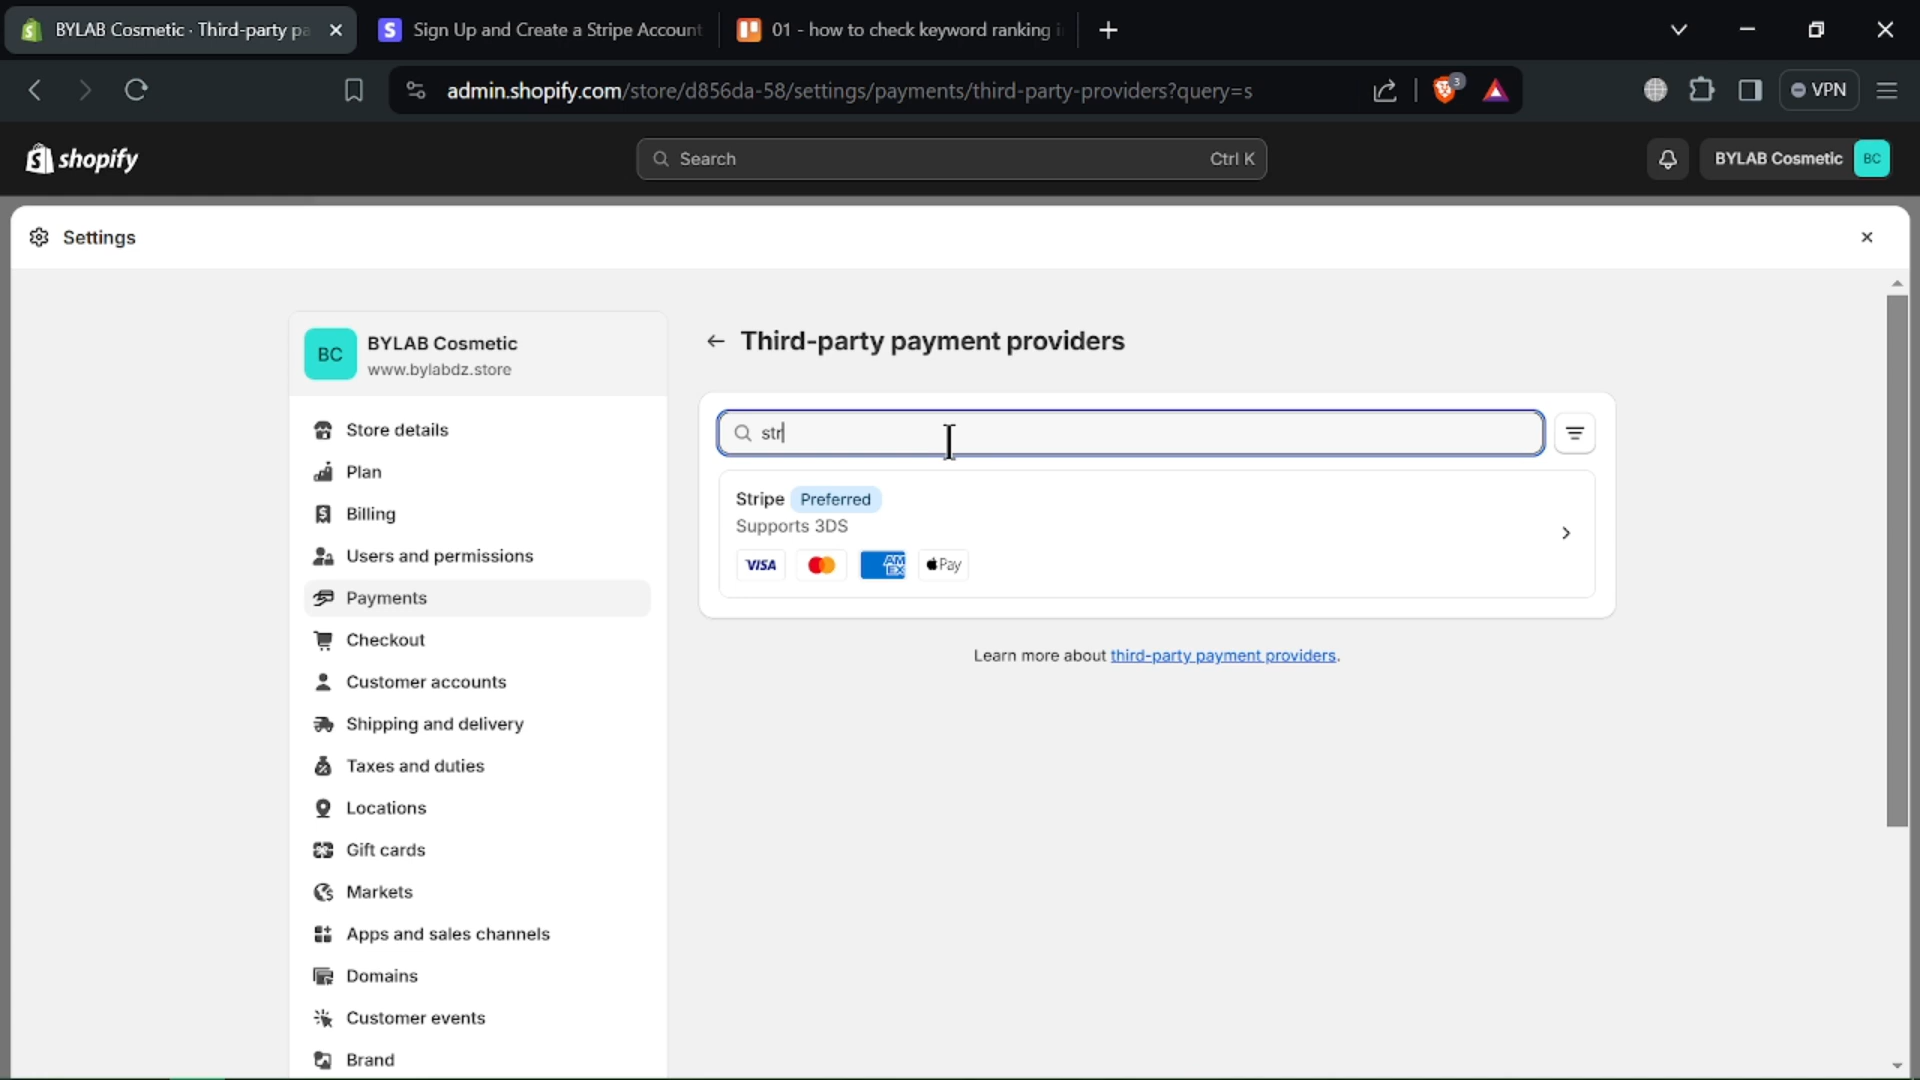 BYLAB Cosmetic · Third-party pa
Sign Up and Create a Stripe Account
01 - how to check keyword ranking i
admin.shopify.com/store/d856da-58/settings/payments/third-party-providers?query=s
3
VPN
shopify
Search
Ctrl K
BYLAB Cosmetic
BC
Settings
BC
BYLAB Cosmetic
www.bylabdz.store
Store details
Plan
Billing
Users and permissions
Payments
Checkout
Customer accounts
Shipping and delivery
Taxes and duties
Locations
Gift cards
Markets
Apps and sales channels
Domains
Customer events
Brand
Third-party payment providers
str
Stripe Preferred
Supports 3DS
VISA
AM
EX
Pay
Learn more about third-party payment providers.